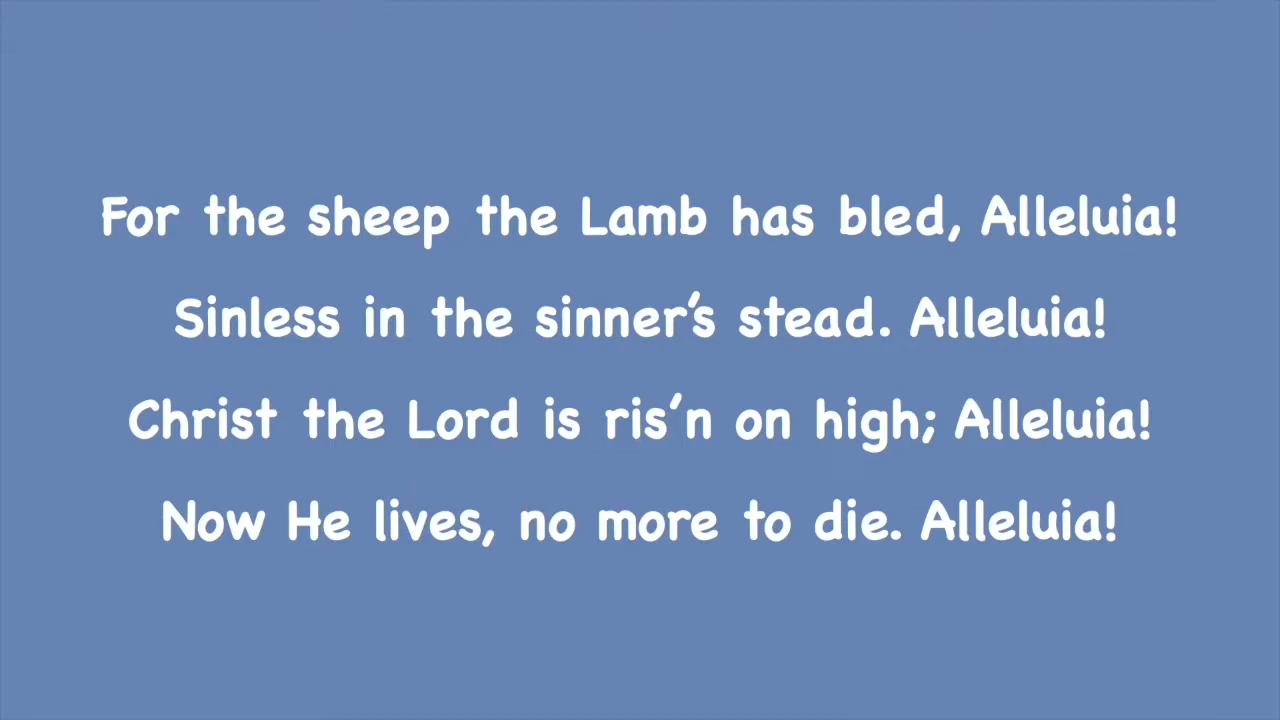 For the sheep the Lamb has bled, Alleluia!
Sinless in the sinner’s stead. Alleluia!
Christ the Lord is ris’n on high; Alleluia!
Now He lives, no more to die. Alleluia!